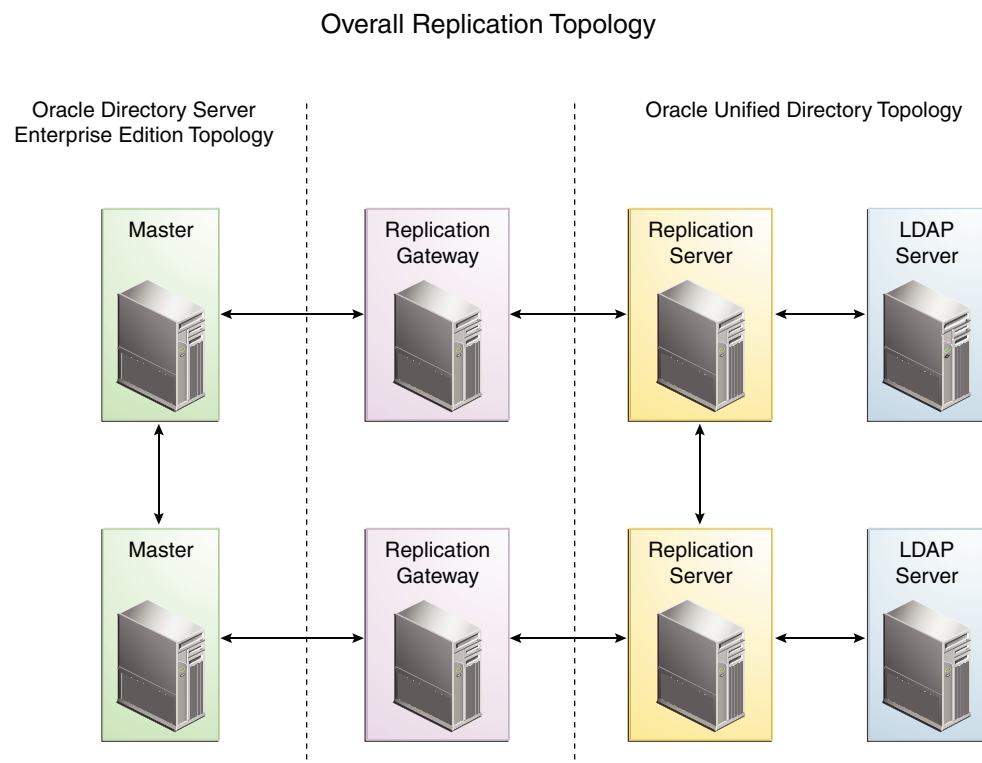 Overall Replication Topology
Oracle Directory Server
Enterprise Edition Topology
Oracle Unified Directory Topology
Master
Replication
Gateway
Replication
Server
LDAP
Server
Master
Replication
Gateway
Replication
Server
LDAP
Server